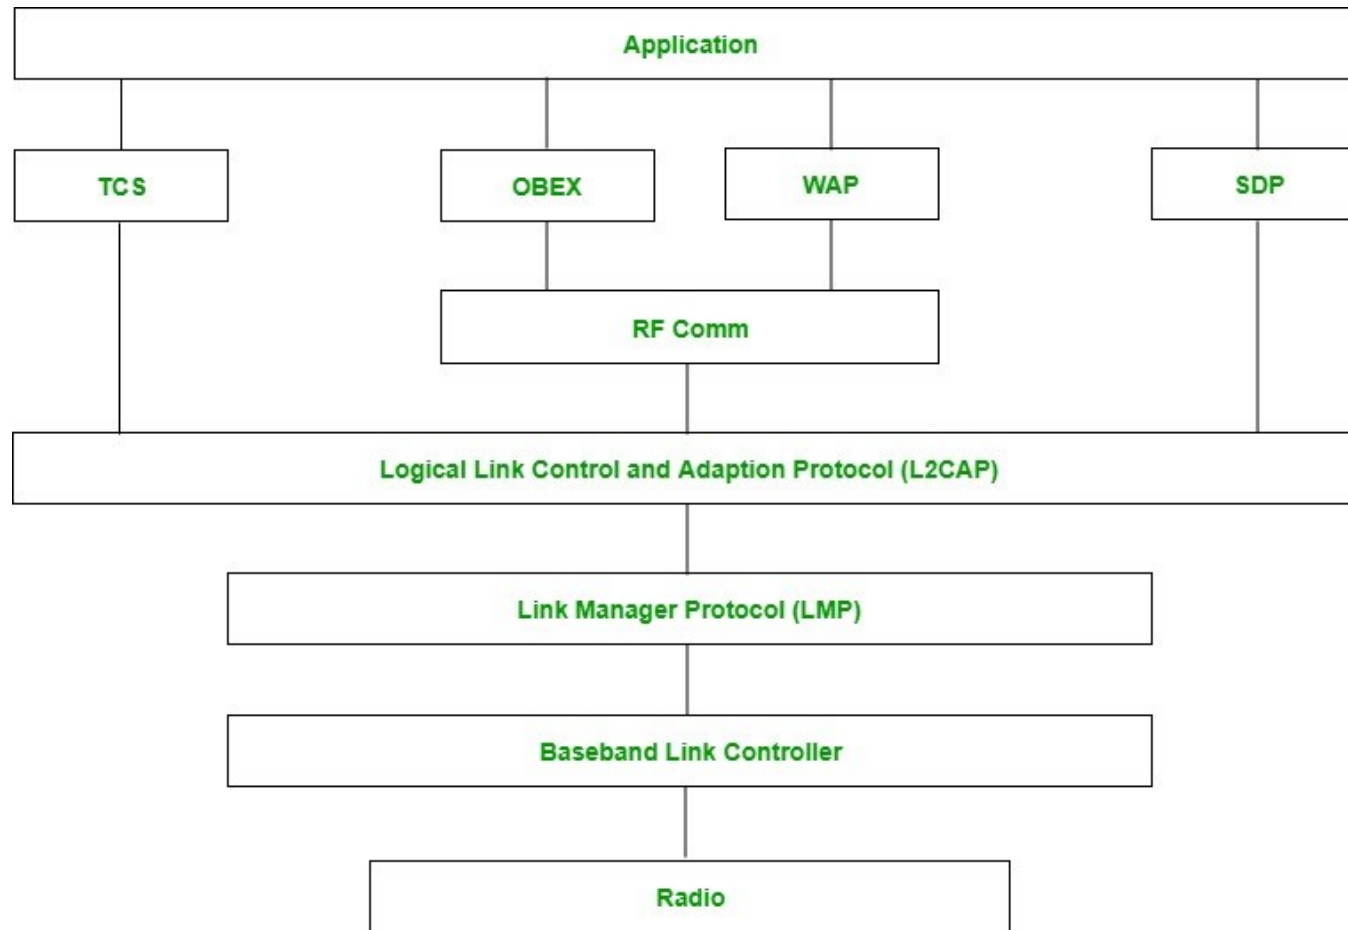 Application
TCS
OBEX
WAP
SDP
RF Comm
Logical Link Control and Adaption Protocol (L2CAP)
Link Manager Protocol (LMP)
Baseband Link Controller
Radio